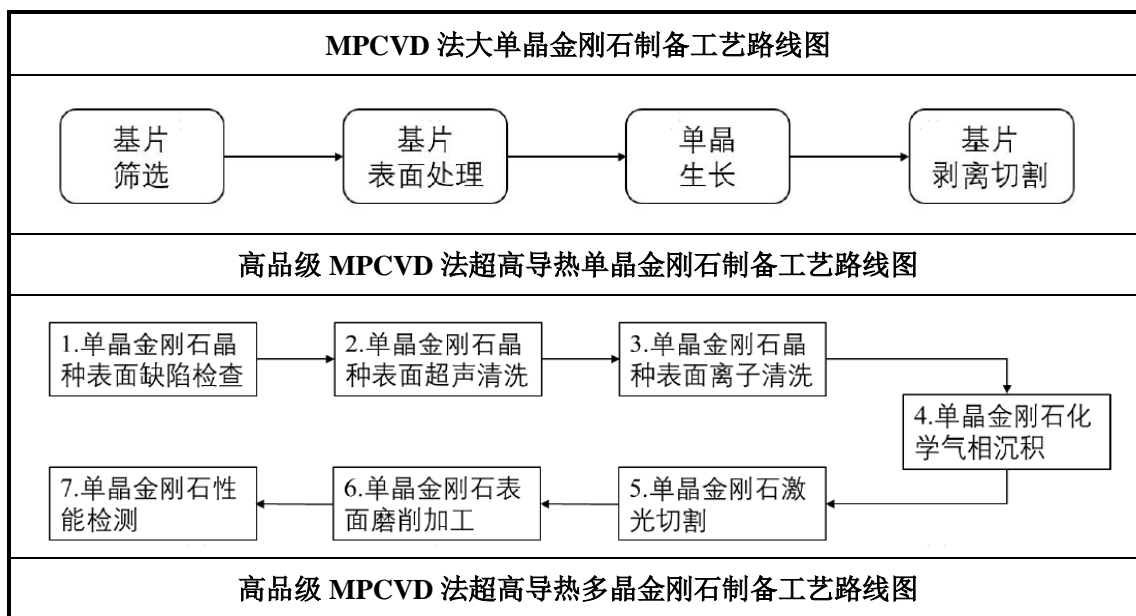 MPCVD 法大单晶金刚石制备工艺路线图
基片
筛选
基片
表面处理
单晶
生长
基片
剥离切割
高品级 MPCVD 法超高导热单晶金刚石制备工艺路线图
1.单晶金刚石晶
种表面缺陷检查
2.单晶金刚石晶
种表面超声清洗
3.单晶金刚石晶
种表面离子清洗
4.单晶金刚石化
学气相沉积
5.单晶金刚石激
光切割
6.单晶金刚石表
面磨削加工
7.单晶金刚石性
能检测
高品级 MPCVD 法超高导热多晶金刚石制备工艺路线图